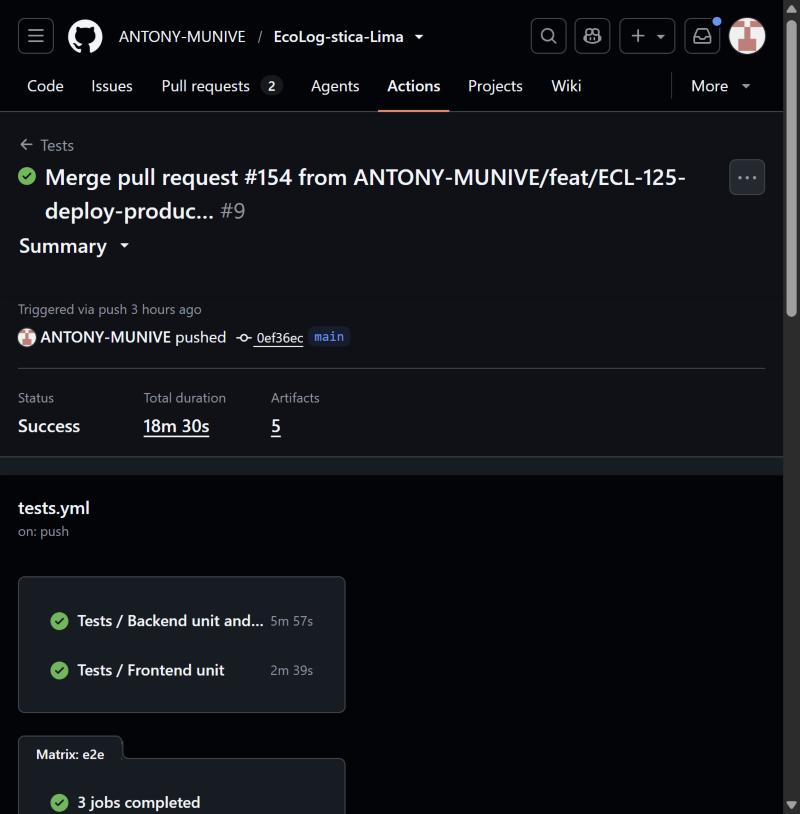 ANTONY-MUNIVE / EcoLog-stica-Lima
Code Issues Pull requests 2 Agents Actions Projects Wiki More
← Tests
Merge pull request #154 from ANTONY-MUNIVE/feat/ECL-125-
deploy-produc... #9
Summary
Triggered via push 3 hours ago
ANTONY-MUNIVE pushed 0ef36ec main
Status Total duration Artifacts
Success 18m 30s 5
tests.yml
on: push
Tests / Backend unit and... 5m 57s
Tests / Frontend unit 2m 39s
Matrix: e2e
3 jobs completed